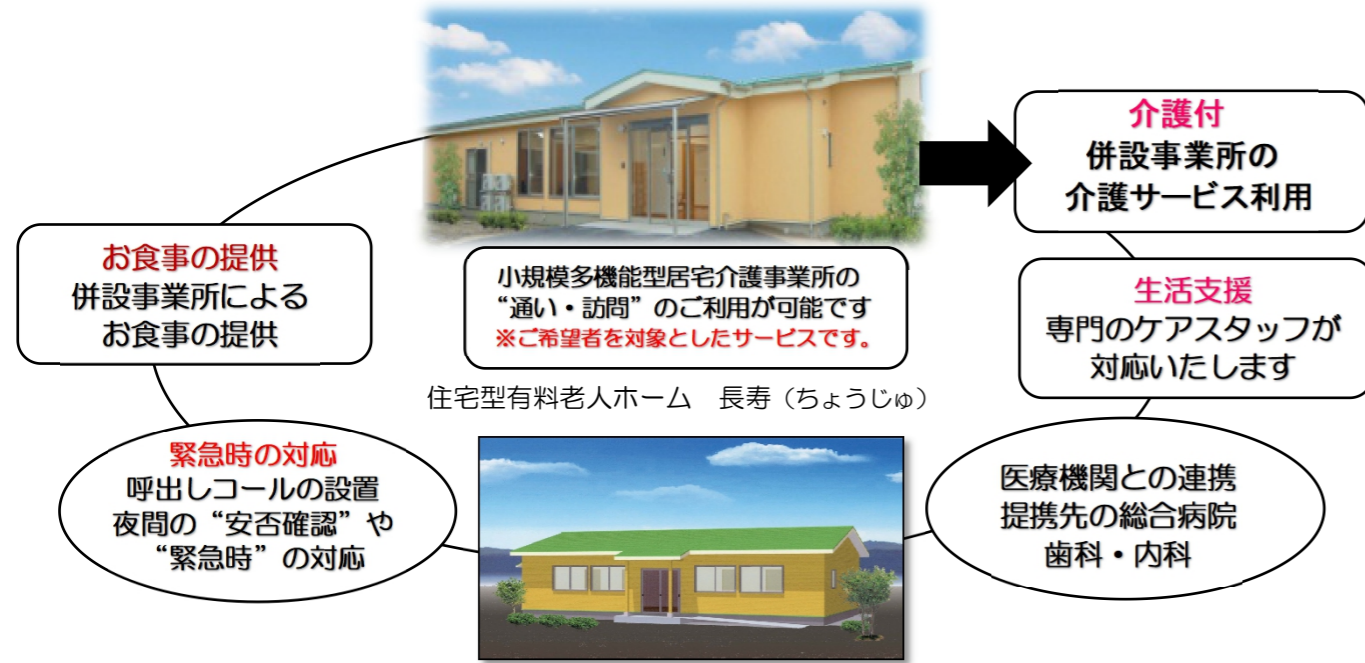 介護付
併設事業所の
介護サービス利用
お食事の提供
併設事業所による
お食事の提供
小規模多機能型居宅介護事業所の
“通い・訪問”のご利用が可能です
※ご希望者を対象としたサービスです。
生活支援
専門のケアスタッフが
対応いたします
住宅型有料老人ホーム　長寿（ちょうじゅ）
緊急時の対応
呼出しコールの設置
夜間の“安否確認”や
“緊急時”の対応
医療機関との連携
提携先の総合病院
歯科・内科